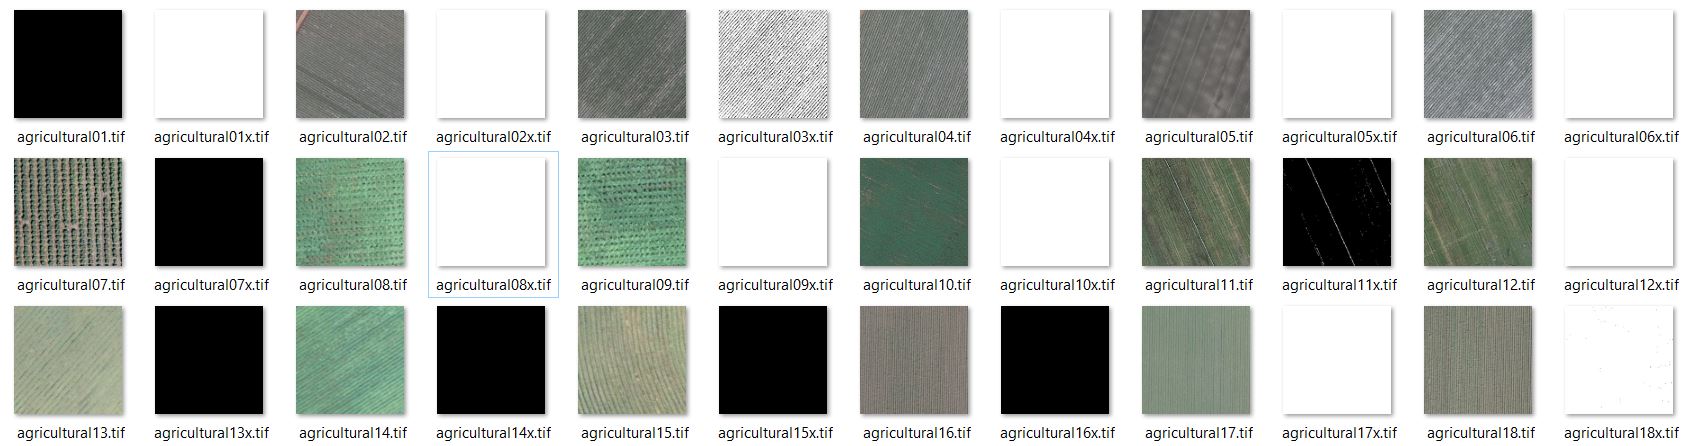 agricultural01.tif agricultural01x.tif agricultural02.tif agricultural02x.tif agricultural03.tif agricultural03x.tif agricultural04.tif agricultural04x.tif agricultural05.tif agricultural05x.tif agricultural06.tif agricultural06x.tif
agricultural07.tif agricultural07x.tif agricultural08.tif agricultural08x.tif agricultural09.tif agricultural09x.tif agricultural10.tif agricultural10x.tif agricultural11.tif agricultural11x.tif agricultural12.tif agricultural12x.tif
agricultural13.tif agricultural13x.tif agricultural14.tif agricultural14x.tif agricultural15.tif agricultural15x.tif agricultural16.tif agricultural16x.tif agricultural17.tif agricultural17x.tif agricultural18.tif agricultural18x.tif